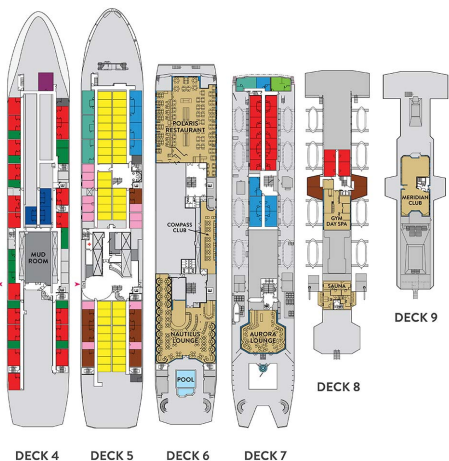 POLARIS
RESTAURANT
MERIDIAN
CLUB
GYM
DAY SPA
COMPASS
CLUB
MUD
ROOM
SAUNA
DECK 9
NAUTILUS
LOUNGE
AURORA
LOUNGE
POOL
DECK 8
DECK 4
DECK 5
DECK 6
DECK 7